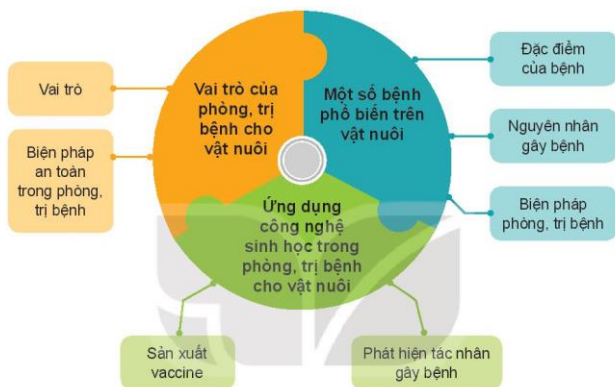 Vai trò
Biện pháp
an toàn
trong phòng,
trị bệnh
Vai trò của
phòng, trị
bệnh cho
vật nuôi
Một số bệnh
phổ biến trên
vật nuôi
Đặc điểm
của bệnh
Nguyên nhân
gây bệnh
Biện pháp
phòng, trị bệnh
Ứng dụng
công nghệ
sinh học trong
phòng, trị bệnh
cho vật nuôi
Sản xuất
vaccine
Phát hiện tác nhân
gây bệnh